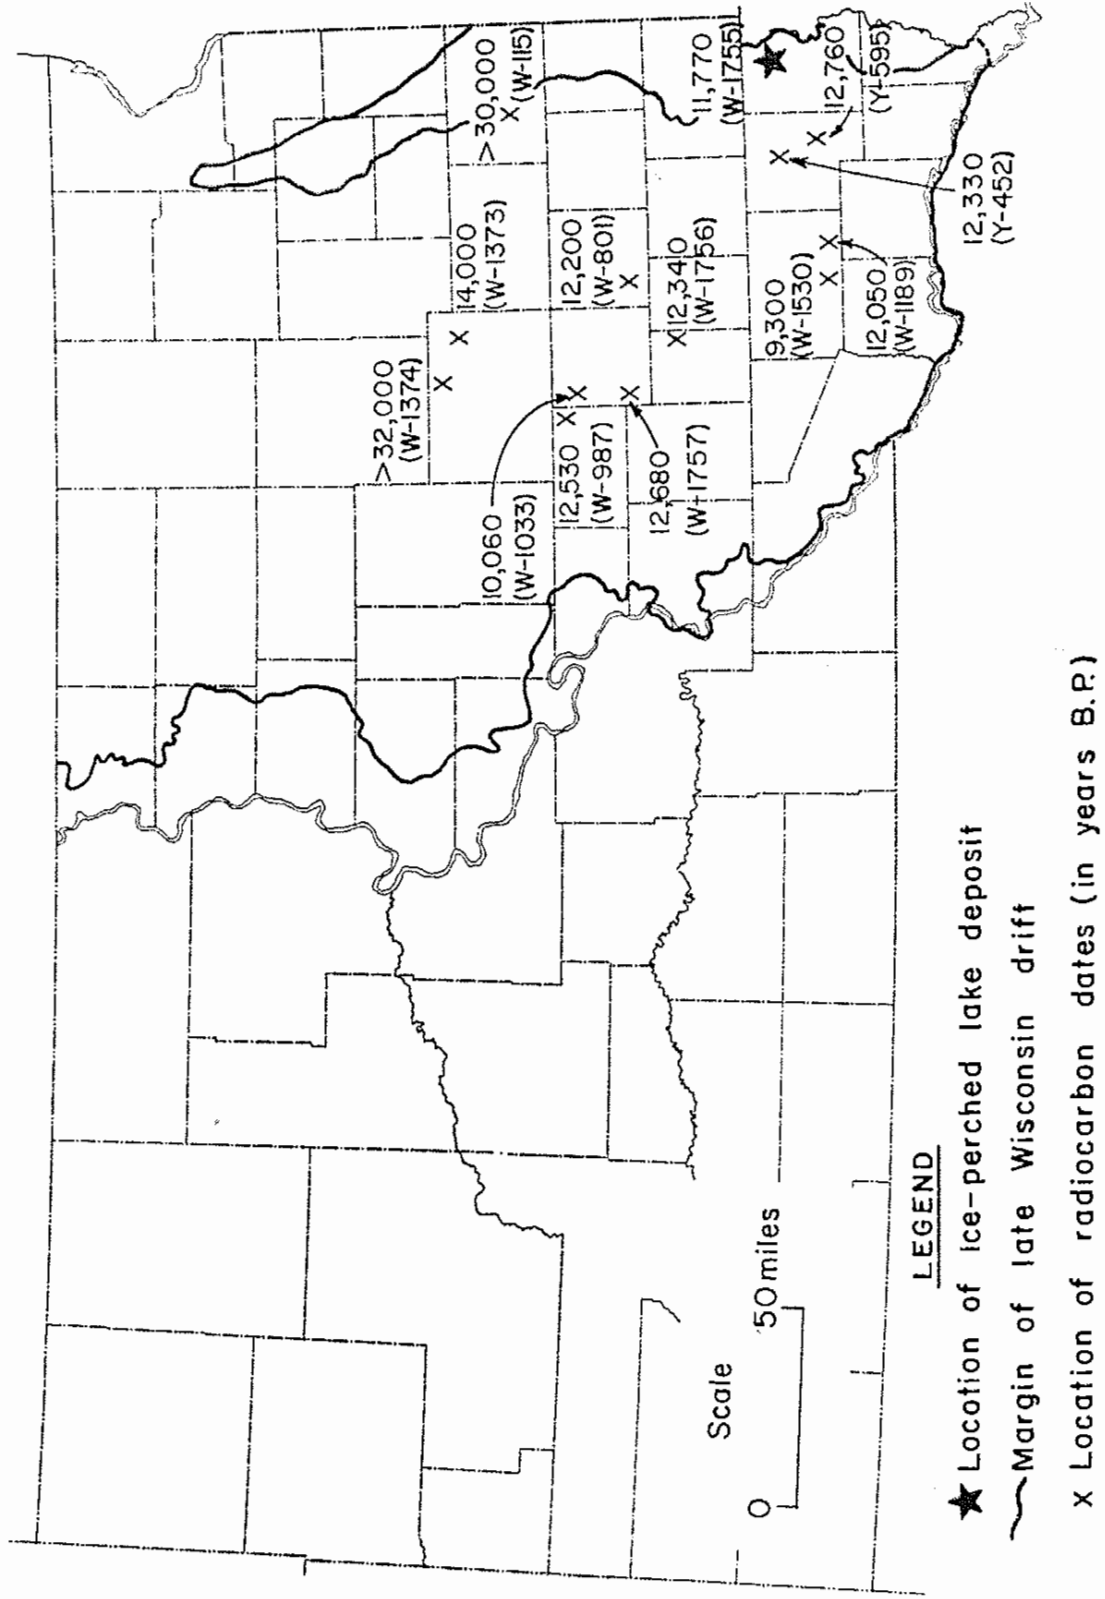 >32,000
(W-1374)
14,000
(W-1373)
>30,000
(W-115)
10,060
(W-1033)
12,530
(W-987)
12,200
(W-801)
12,680
(W-1757)
12,340
(W-1756)
11,770
(W-1755)
9,300
(W-1530)
12,760
(Y-595)
12,050
(W-1189)
12,330
(Y-452)
Scale
0 50 miles
LEGEND
Locotion of ice-perched lake deposit
Margin of late Wisconsin drift
x Location of radiocarbon dates (in years B.P.)